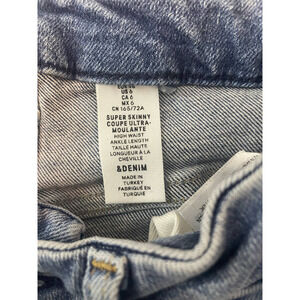 US 6
CA 6
MX 6
CN 165/72A
SUPER SKINNY
COUPE ULTRA-
MOULANTE
HIGH WAIST
ANKLE LENGTH
TAILLE HAUTE
LONGUEUR À LA
CHEVILLE
&DENIM
MADE IN
TURKEY
FABRIQUÉ EN
TURQUIE